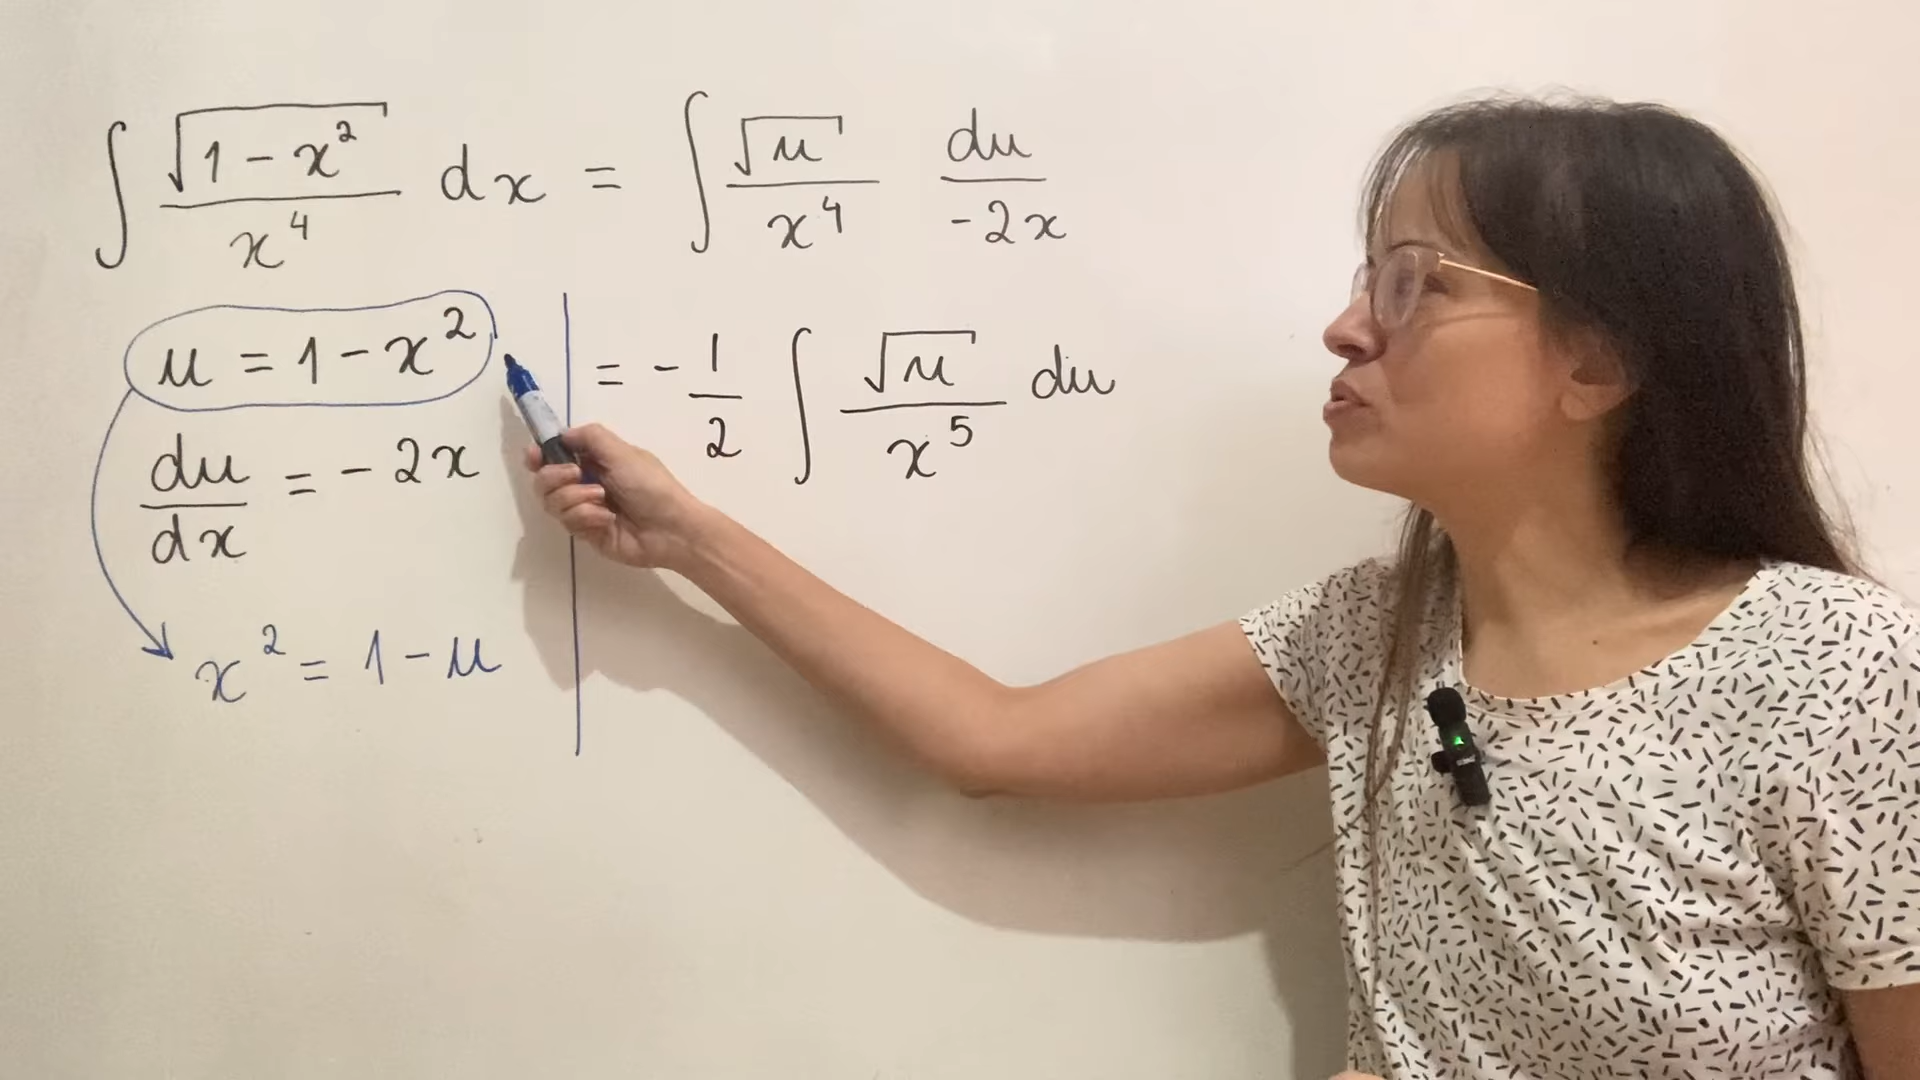 ∫ √(1 - x²) / x⁴ dx = ∫ √u / x⁴ du / -2x
u = 1 - x²
du / dx = - 2x
x² = 1 - u
= - 1/2 ∫ √u / x⁵ du